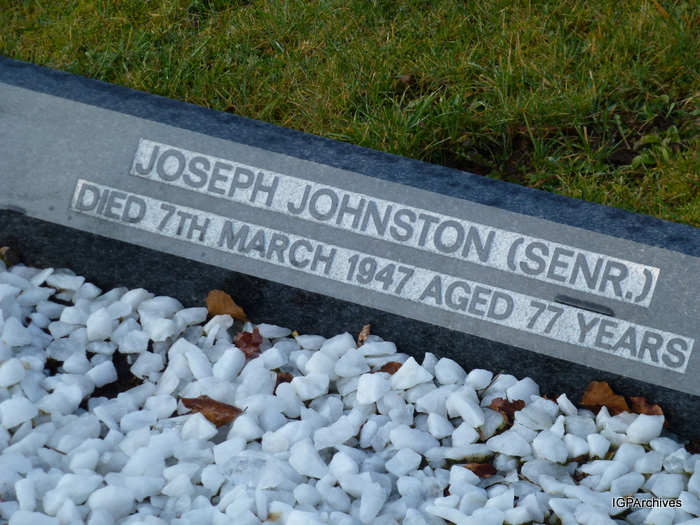 JOSEPH JOHNSTON (SENR.)
DIED 7TH MARCH 1947 AGED 77 YEARS
IGPArchives